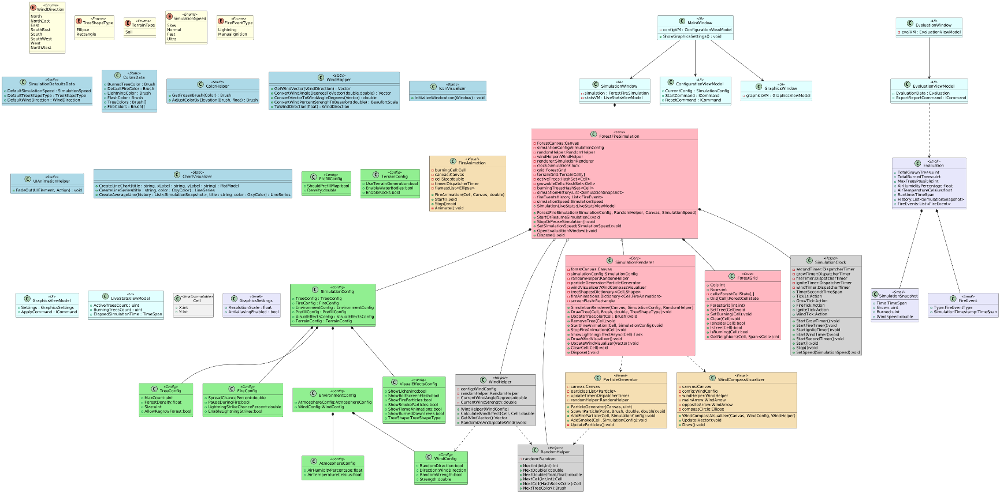 «Enums»
E WindDirection
North
NorthEast
East
SouthEast
South
SouthWest
West
NorthWest
«Enums»
E TreeShapeType
Ellipse
Rectangle
«Enums»
E TerrainType
Soil
«Enums»
E SimulationSpeed
Slow
Normal
Fast
Ultra
«Enums»
E FireEventType
Lightning
ManualIgnition
«UI»
C MainWindow
configVM : ConfigurationViewModel
ShowGraphicsSettings() : void
«UI»
C EvaluationWindow
evalVM : EvaluationViewModel
«Static»
C SimulationDefaultsData
DefaultSimulationSpeed : SimulationSpeed
DefaultTreeShapeType : TreeShapeType
DefaultWindDirection : WindDirection
«Static»
C ColorsData
BurnedTreeColor : Brush
DefaultFireColor : Brush
LightningColor : Brush
FlashColor : Brush
TreeColors : Brush[]
FireColors : Brush[]
«Static»
C ColorHelper
GetFrozenBrush(Color) : Brush
AdjustColorByElevation(Brush, float) : Brush
«Static»
C WindMapper
GetWindVector(WindDirection) : Vector
ConvertWindAngleDegreesToVector(double,double) : Vector
ConvertVectorToWindAngleDegrees(Vector) : double
ConvertWindPercentStrenghToBeaufort(double) : BeaufortScale
ToWindDirection(float) : WindDirection
«Static»
C IconVisualizer
InitializeWindowIcon(Window) : void
«UI»
C SimulationWindow
simulation : ForestFireSimulation
statsVM : LiveStatsViewModel
«UI»
C ConfigurationViewModel
CurrentConfig : SimulationConfig
StartCommand : ICommand
ResetCommand : ICommand
«UI»
C GraphicsWindow
graphicsVM : GraphicsViewModel
«UI»
C EvaluationViewModel
EvaluationData : Evaluation
ExportReportCommand : ICommand
«Static»
C UIAnimationHelper
FadeOut(UIElement, Action) : void
«Static»
C ChartVisualizer
CreateLineChart(title : string, xLabel : string, yLabel : string) : PlotModel
CreateLineSeries(title : string, color : OxyColor) : LineSeries
CreateAverageLine(history : List<SimulationSnapshot>, title : string, color : OxyColor) : LineSeries
«Config»
C PrefillConfig
ShouldPrefillMap:bool
Density:double
«Config»
C TerrainConfig
UseTerrainGeneration:bool
EnableWaterBodies:bool
EnableRocks:bool
«Visual»
C FireAnimation
burningCell:Cell
canvas:Canvas
cellSize:double
timer:DispatcherTimer
flames:List<Ellipse>
FireAnimation(Cell, Canvas, double)
Start():void
Stop():void
Animate():void
«Core»
C ForestFireSimulation
ForestCanvas:Canvas
simulationConfig:SimulationConfig
randomHelper:RandomHelper
windHelper:WindHelper
renderer:SimulationRenderer
clock:SimulationClock
grid:ForestGrid
terrainGrid:TerrainCell[,]
activeTrees:HashSet<Cell>
growableCells:HashSet<Cell>
burningTrees:HashSet<Cell>
simulationHistory:List<SimulationSnapshot>
fireEventsHistory:List<FireEvent>
simulationSpeed:SimulationSpeed
SimulationLiveStats:LiveStatsViewModel
ForestFireSimulation(SimulationConfig, RandomHelper, Canvas, SimulationSpeed)
StartOrResumeSimulation():void
StopOrPauseSimulation():void
SetSimulationSpeed(SimulationSpeed):void
OpenEvaluationWindow():void
Dispose():void
«Small»
C Evaluation
TotalGrownTrees:uint
TotalBurnedTrees:uint
MaxTreesPossible:int
AirHumidityPercentage:float
AirTemperatureCelsius:float
Runtime:TimeSpan
History:List<SimulationSnapshot>
FireEvents:List<FireEvent>
«UI»
C GraphicsViewModel
Settings : GraphicsSettings
ApplyCommand : ICommand
«UI»
C LiveStatsViewModel
ActiveTreesCount : uint
BurningTreesCount : uint
ElapsedSimulationTime : TimeSpan
«Small,immutable»
C Cell
X:int
Y:int
«Small»
C GraphicsSettings
ResolutionScale : float
AntialiasingEnabled : bool
«Config»
C SimulationConfig
TreeConfig : TreeConfig
FireConfig : FireConfig
EnvironmentConfig : EnvironmentConfig
PrefillConfig : PrefillConfig
VisualEffectsConfig : VisualEffectsConfig
TerrainConfig : TerrainConfig
«Core»
C SimulationRenderer
forestCanvas:Canvas
simulationConfig:SimulationConfig
randomHelper:RandomHelper
particleGenerator:ParticleGenerator
windVisualizer:WindCompassVisualizer
treeShapes:Dictionary<Cell,Shape>
fireAnimations:Dictionary<Cell,FireAnimation>
screenFlash:Rectangle
SimulationRenderer(Canvas, SimulationConfig, RandomHelper)
DrawTree(Cell, Brush, double, TreeShapeType):void
UpdateTreeColor(Cell, Brush):void
RemoveTree(Cell):void
StartFireAnimation(Cell, SimulationConfig):void
StopFireAnimation(Cell):void
ShowLightningEffectAsync(Cell):Task
DrawWindVisualizer():void
UpdateWindVisualizer(Vector):void
ClearCell(Cell):void
Dispose():void
«Core»
C ForestGrid
Cols:int
Rows:int
cells:ForestCellState[,]
this[Cell]:ForestCellState
ForestGrid(int,int)
SetTree(Cell):void
SetBurning(Cell):void
Clear(Cell):void
IsInside(Cell):bool
IsTree(Cell):bool
IsBurning(Cell):bool
GetNeighbors(Cell, Span<Cell>):int
«Helper»
C SimulationClock
secondTimer:DispatcherTimer
growTimer:DispatcherTimer
fireTimer:DispatcherTimer
igniteTimer:DispatcherTimer
windTimer:DispatcherTimer
TimerSecond:TimeSpan
Tick1s:Action
GrowTick:Action
FireTick:Action
IgniteTick:Action
WindTick:Action
StartGrowTimer():void
StartFireTimer():void
StartIgniteTimer():void
StartWindTimer():void
StartSecondTimer():void
Start():void
Stop():void
SetSpeed(SimulationSpeed):void
«Small»
C SimulationSnapshot
Time:TimeSpan
Grown:uint
Burned:uint
WindSpeed:double
«Small»
C FireEvent
Type:FireEventType
SimulationTimestamp:TimeSpan
«Config»
C TreeConfig
MaxCount:uint
ForestDensity:float
Size:uint
AllowRegrowForest:bool
«Config»
C FireConfig
SpreadChancePercent:double
PauseDuringFire:bool
LightningStrikeChancePercent:double
EnableLightningStrikes:bool
«Config»
C EnvironmentConfig
AtmosphereConfig:AtmosphereConfig
WindConfig:WindConfig
«Config»
C VisualEffectsConfig
ShowLightning:bool
ShowBoltScreenFlash:bool
ShowFireParticles:bool
ShowSmokeParticles:bool
ShowFlameAnimations:bool
ShowBurnedDownTrees:bool
TreeShape:TreeShapeType
«Helper»
C WindHelper
config:WindConfig
randomHelper:RandomHelper
CurrentWindAngleDegrees:double
CurrentWindStrength:double
WindHelper(WindConfig)
CalculateWindEffect(Cell, Cell):double
GetWindVector():Vector
RandomizeAndUpdateWind():void
«Visual»
C ParticleGenerator
canvas:Canvas
particles:List<Particle>
updateTimer:DispatcherTimer
randomHelper:RandomHelper
ParticleGenerator(Canvas, uint)
SpawnParticle(Point, Brush, double, double):void
AddFireParticle(Cell, SimulationConfig):void
AddSmoke(Cell, SimulationConfig):void
UpdateParticles():void
«Visual»
C WindCompassVisualizer
canvas:Canvas
config:WindConfig
windHelper:WindHelper
mainArrow:WindArrow
oppositeArrow:WindArrow
compassCircle:Ellipse
WindCompassVisualizer(Canvas, WindConfig, WindHelper)
Update(Vector):void
Draw():void
«Config»
C AtmosphereConfig
AirHumidityPercentage:float
AirTemperatureCelsius:float
«Config»
C WindConfig
RandomDirection:bool
Direction:WindDirection
RandomStrength:bool
Strength:double
«Helper»
C RandomHelper
random:Random
NextInt(int,int):int
NextDouble():double
NextDouble(float,float):double
NextCell(int,int):Cell
NextCell(HashSet<Cell>):Cell
NextTreeColor():Brush